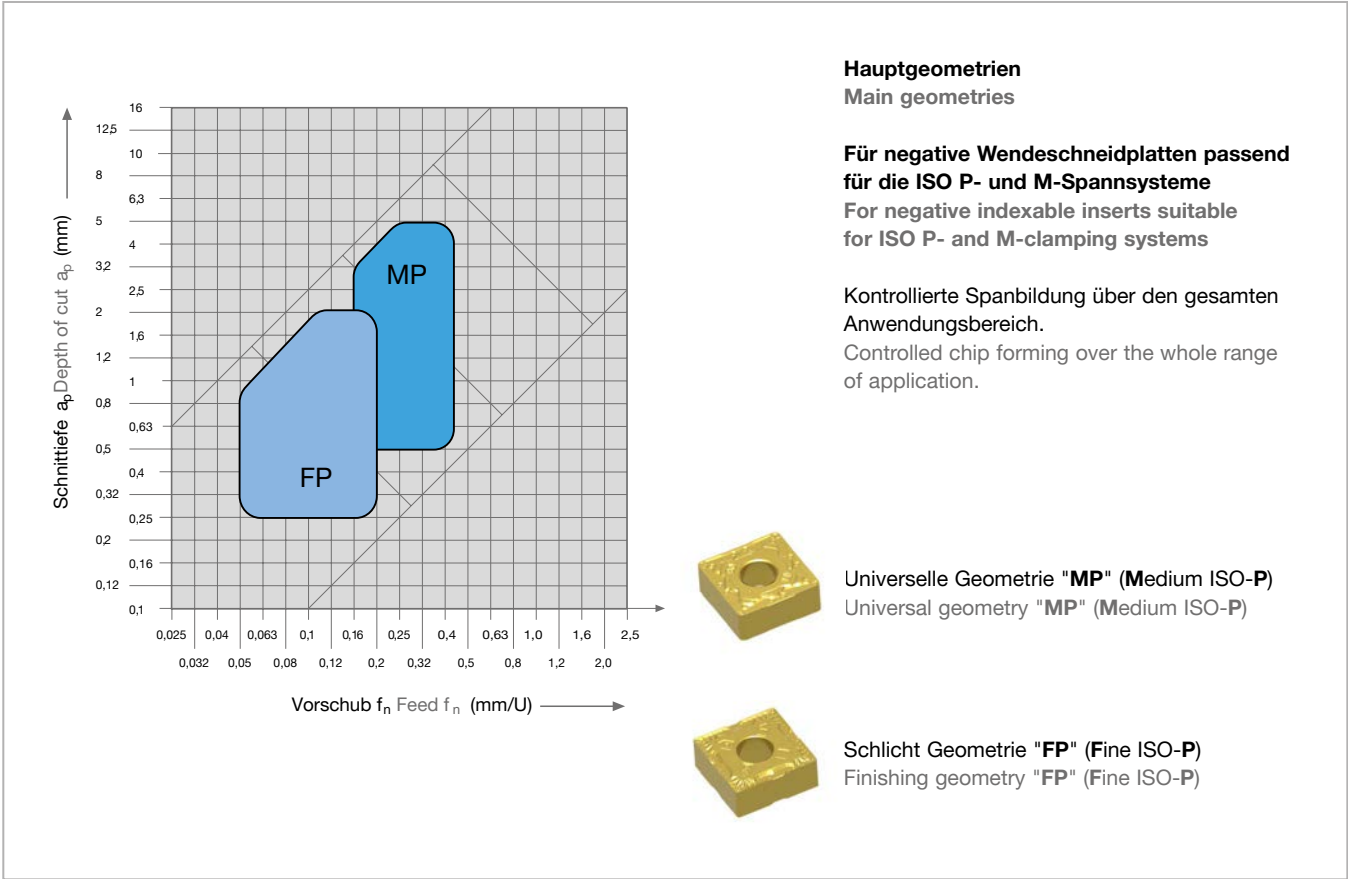 Hauptgeometrien
Main geometries
Für negative Wendeschneidplatten passend
für die ISO P- und M-Spannsysteme
For negative indexable inserts suitable
for ISO P- and M-clamping systems
Kontrollierte Spanbildung über den gesamten
Anwendungsbereich.
Controlled chip forming over the whole range
of application.
Schnittiefe ap Depth of cut ap (mm)
16
12,5
10
8
6,3
5
4
3,2
2,5
2
1,6
1,2
1
0,8
0,63
0,5
0,4
0,32
0,25
0,2
0,16
0,12
0,1
MP
FP
0,025 0,04 0,063 0,1 0,16 0,25 0,4 0,63 1,0 1,6 2,5
0,032 0,05 0,08 0,12 0,2 0,32 0,5 0,8 1,2 2,0
Vorschub fn Feed fn (mm/U)
Universelle Geometrie "MP" (Medium ISO-P)
Universal geometry "MP" (Medium ISO-P)
Schlicht Geometrie "FP" (Fine ISO-P)
Finishing geometry "FP" (Fine ISO-P)